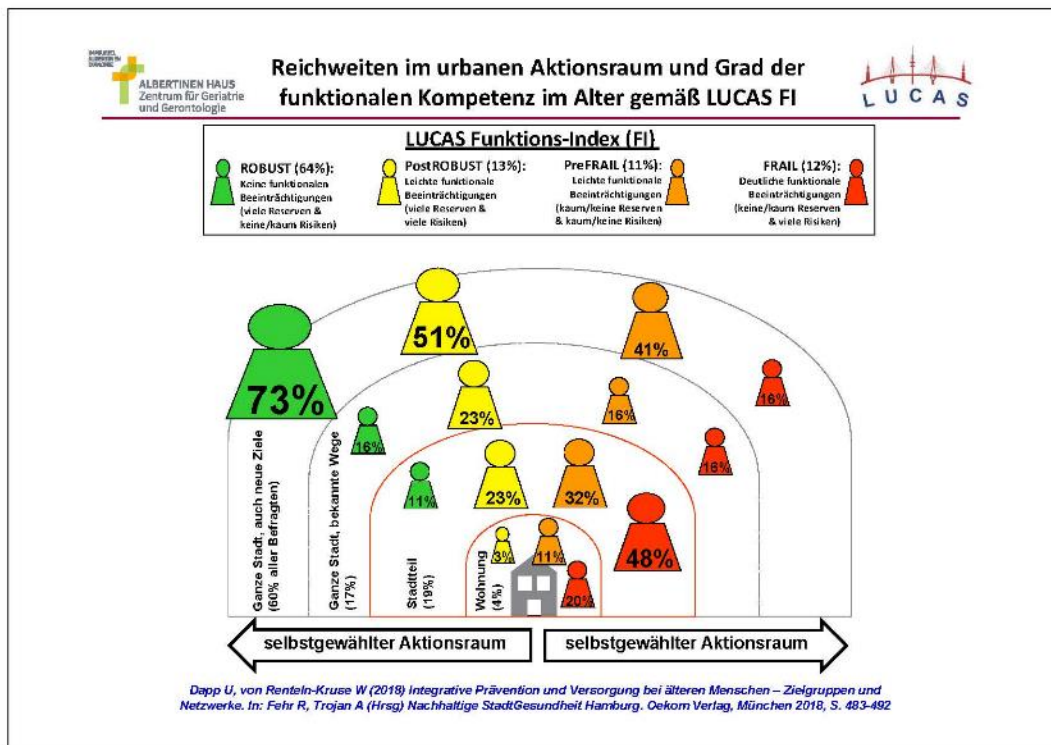 ALBERTINEN HAUS
Zentrum für Geriatrie
und Gerontologie
Reichweiten im urbanen Aktionsraum und Grad der
funktionalen Kompetenz im Alter gemäß LUCAS FI
LUCAS
LUCAS Funktions-Index (FI)
ROBUST (64%):
Keine funktionalen
Beeinträchtigungen
(viele Reserven &
keine/kaum Risiken)
PostROBUST (13%):
Leichte funktionale
Beeinträchtigungen
(viele Reserven &
viele Risiken)
PreFRAIL (11%):
Leichte funktionale
Beeinträchtigungen
(kaum/keine Reserven
& kaum/keine Risiken)
FRAIL (12%):
Deutliche funktionale
Beeinträchtigungen
(keine/kaum Reserven
& viele Risiken)
73%
51%
41%
16%
16%
23%
16%
16%
11%
23%
32%
48%
3%
11%
20%
Ganze Stadt, auch neue Ziele
(60% aller Befragten)
Ganze Stadt, bekannte Wege
(17%)
Stadtteil
(19%)
Wohnung
(4%)
selbstgewählter Aktionsraum
selbstgewählter Aktionsraum
Dapp U, von Renteln-Kruse W (2018) Integrative Prävention und Versorgung bei älteren Menschen – Zielgruppen und
Netzwerke. In: Fehr R, Trojan A (Hrsg) Nachhaltige StadtGesundheit Hamburg. Oekom Verlag, München 2018, S. 483-492